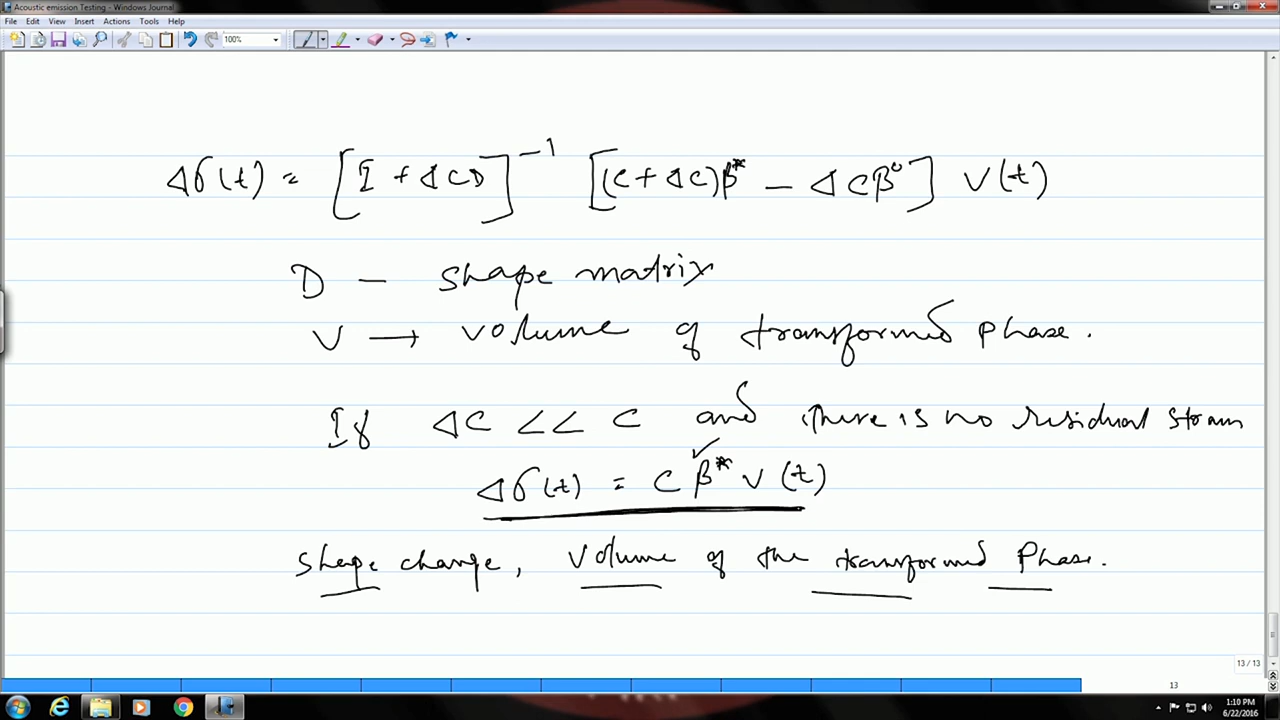 Acoustic emission Testing - Windows Journal
File Edit View Insert Actions Tools Help
100%
Δσ(t) = [I + ΔCD]⁻¹ [(C + ΔC)β* − ΔCβ⁰] V(t)
D — shape matrix
V → volume of transformed phase.
If ΔC << C and there is no residual strain
Δσ(t) = C β* V(t)
shape change, volume of the transformed Phase.
13 / 13
13
1:10 PM
6/22/2016